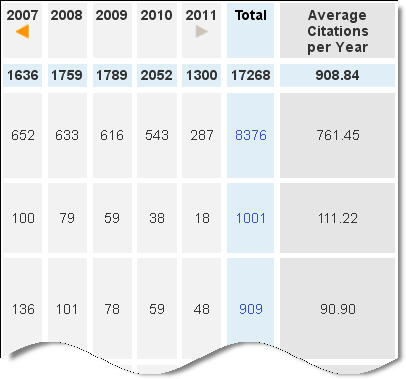 2007 2008 2009 2010 2011 Total Average Citations per Year
1636 1759 1789 2052 1300 17268 908.84
652 633 616 543 287 8376 761.45
100 79 59 38 18 1001 111.22
136 101 78 59 48 909 90.90